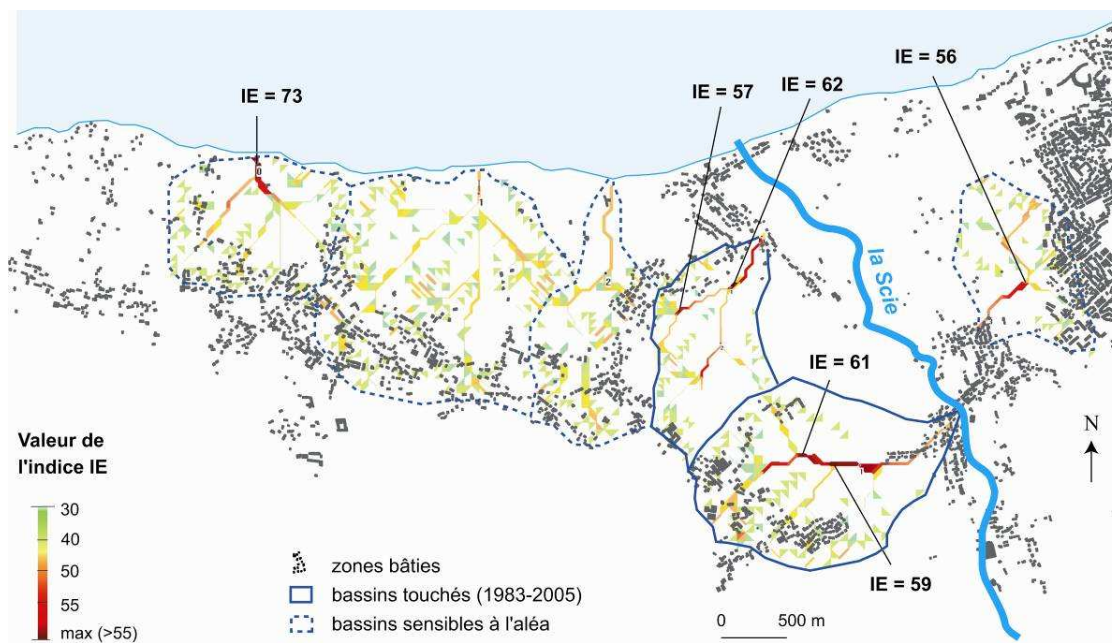 IE = 73
IE = 57
IE = 62
IE = 56
la Scie
IE = 61
IE = 59
N
Valeur de
l'indice IE
30
40
50
55
max (>55)
zones bâties
bassins touchés (1983-2005)
bassins sensibles à l'aléa
0 500 m